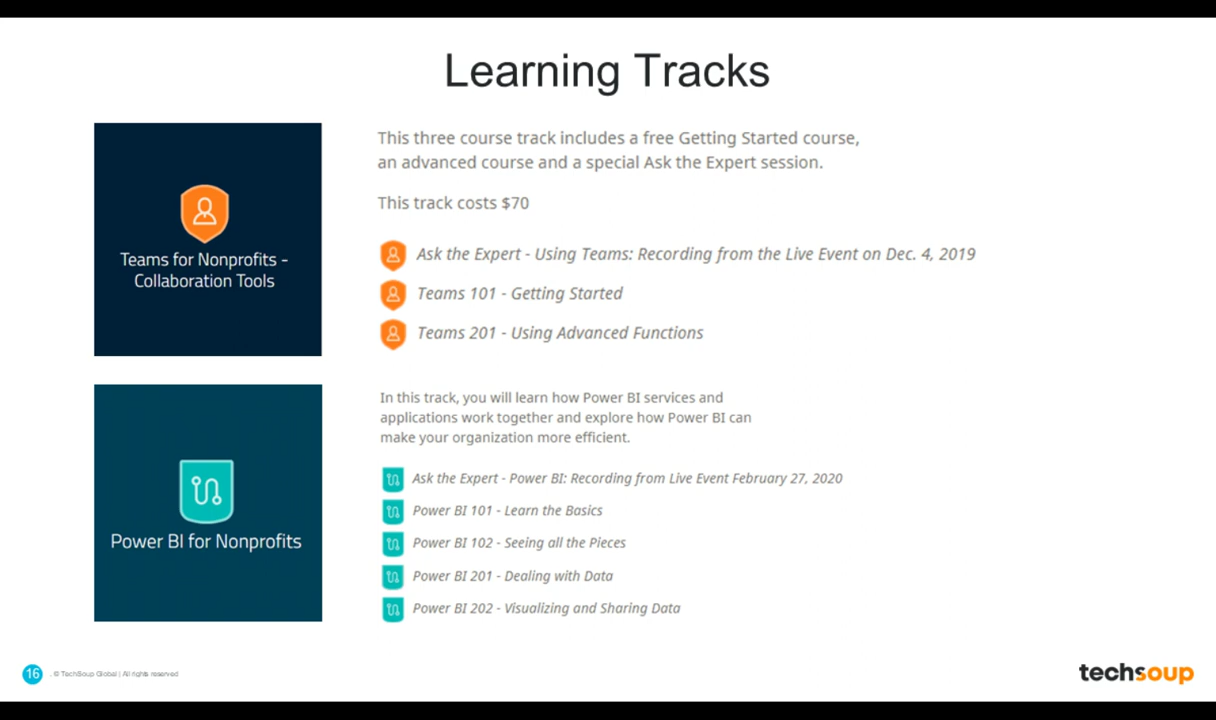 Learning Tracks
Teams for Nonprofits -
Collaboration Tools
This three course track includes a free Getting Started course,
an advanced course and a special Ask the Expert session.
This track costs $70
Ask the Expert - Using Teams: Recording from the Live Event on Dec. 4, 2019
Teams 101 - Getting Started
Teams 201 - Using Advanced Functions
Power BI for Nonprofits
In this track, you will learn how Power BI services and
applications work together and explore how Power BI can
make your organization more efficient.
Ask the Expert - Power BI: Recording from Live Event February 27, 2020
Power BI 101 - Learn the Basics
Power BI 102 - Seeing all the Pieces
Power BI 201 - Dealing with Data
Power BI 202 - Visualizing and Sharing Data
16 . © TechSoup Global | All rights reserved
techsoup